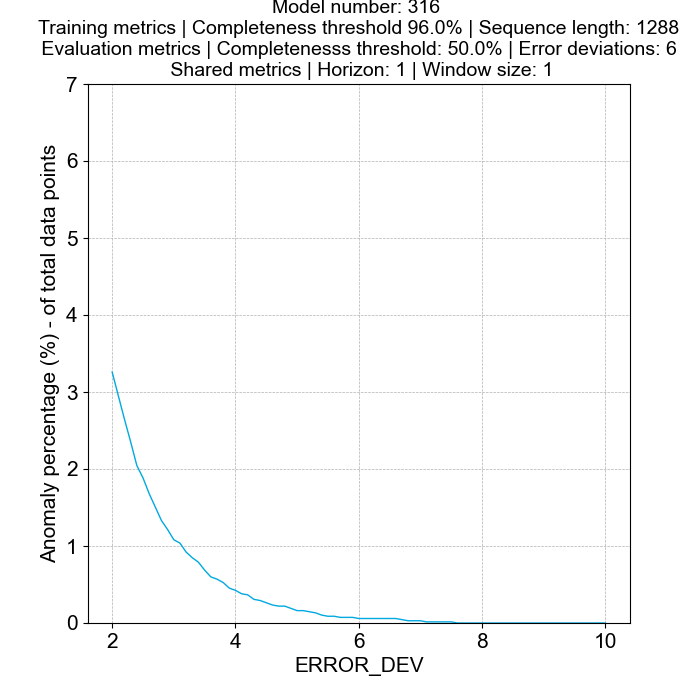 Model number: 316
Training metrics | Completeness threshold 96.0% | Sequence length: 1288
Evaluation metrics | Completenesss threshold: 50.0% | Error deviations: 6
Shared metrics | Horizon: 1 | Window size: 1
Anomaly percentage (%) - of total data points
7
6
5
4
3
2
1
0
2 4 6 8 10
ERROR_DEV